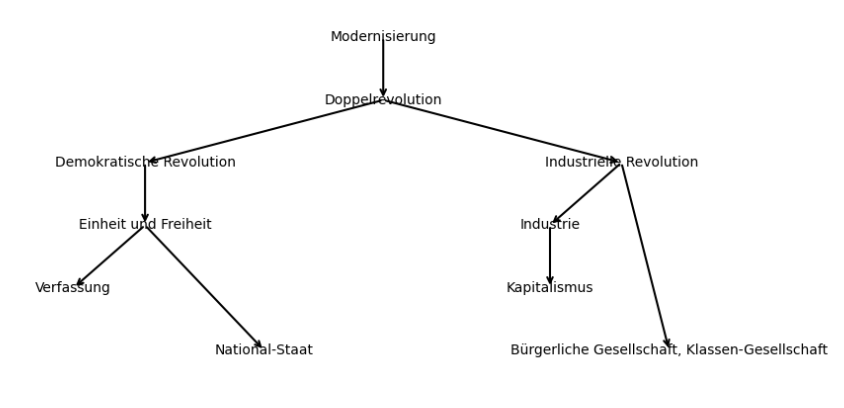 Modernisierung
Doppelrevolution
Demokratische Revolution
Industrielle Revolution
Einheit und Freiheit
Industrie
Verfassung
Kapitalismus
National-Staat
Bürgerliche Gesellschaft, Klassen-Gesellschaft